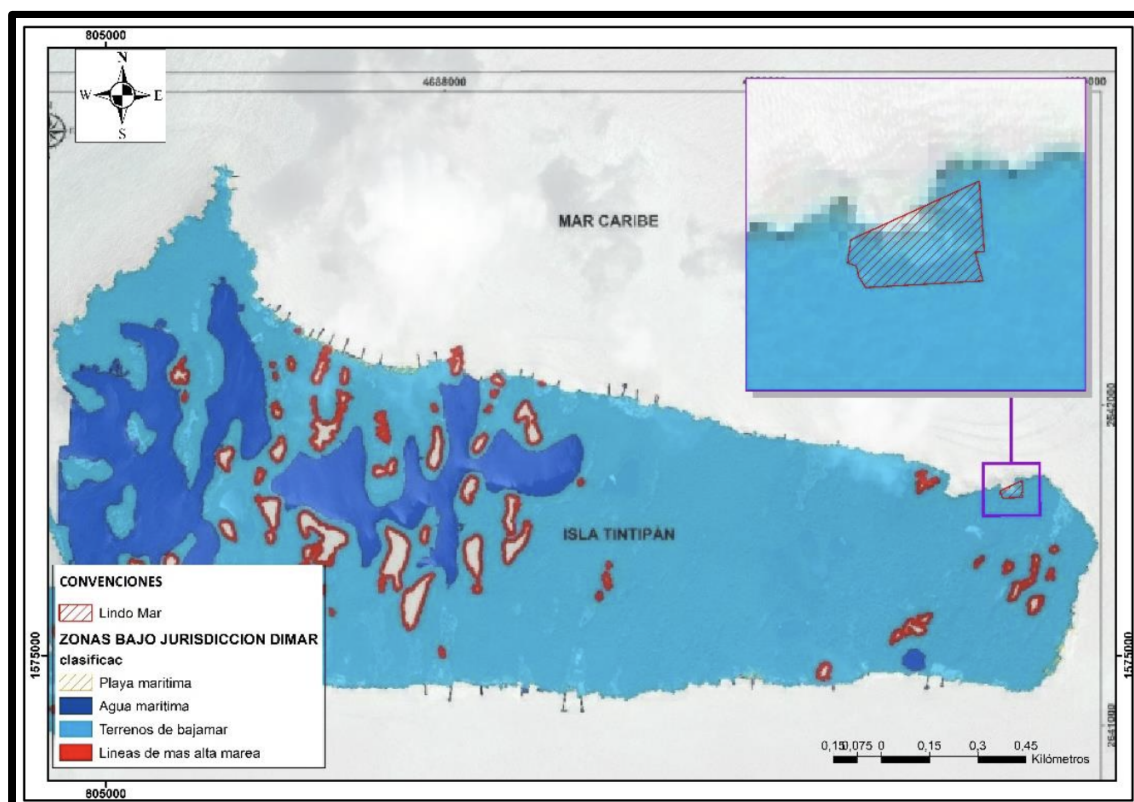 805000
N
W E
S
4688000
MAR CARIBE
2642000
ISLA TINTIPÁN
CONVENCIONES
Lindo Mar
ZONAS BAJO JURISDICCION DIMAR
clasificac
Playa maritima
Agua maritima
Terrenos de bajamar
Lineas de mas alta marea
1575000
1575000
2641000
0,15 0,075 0 0,15 0,3 0,45
Kilómetros
805000